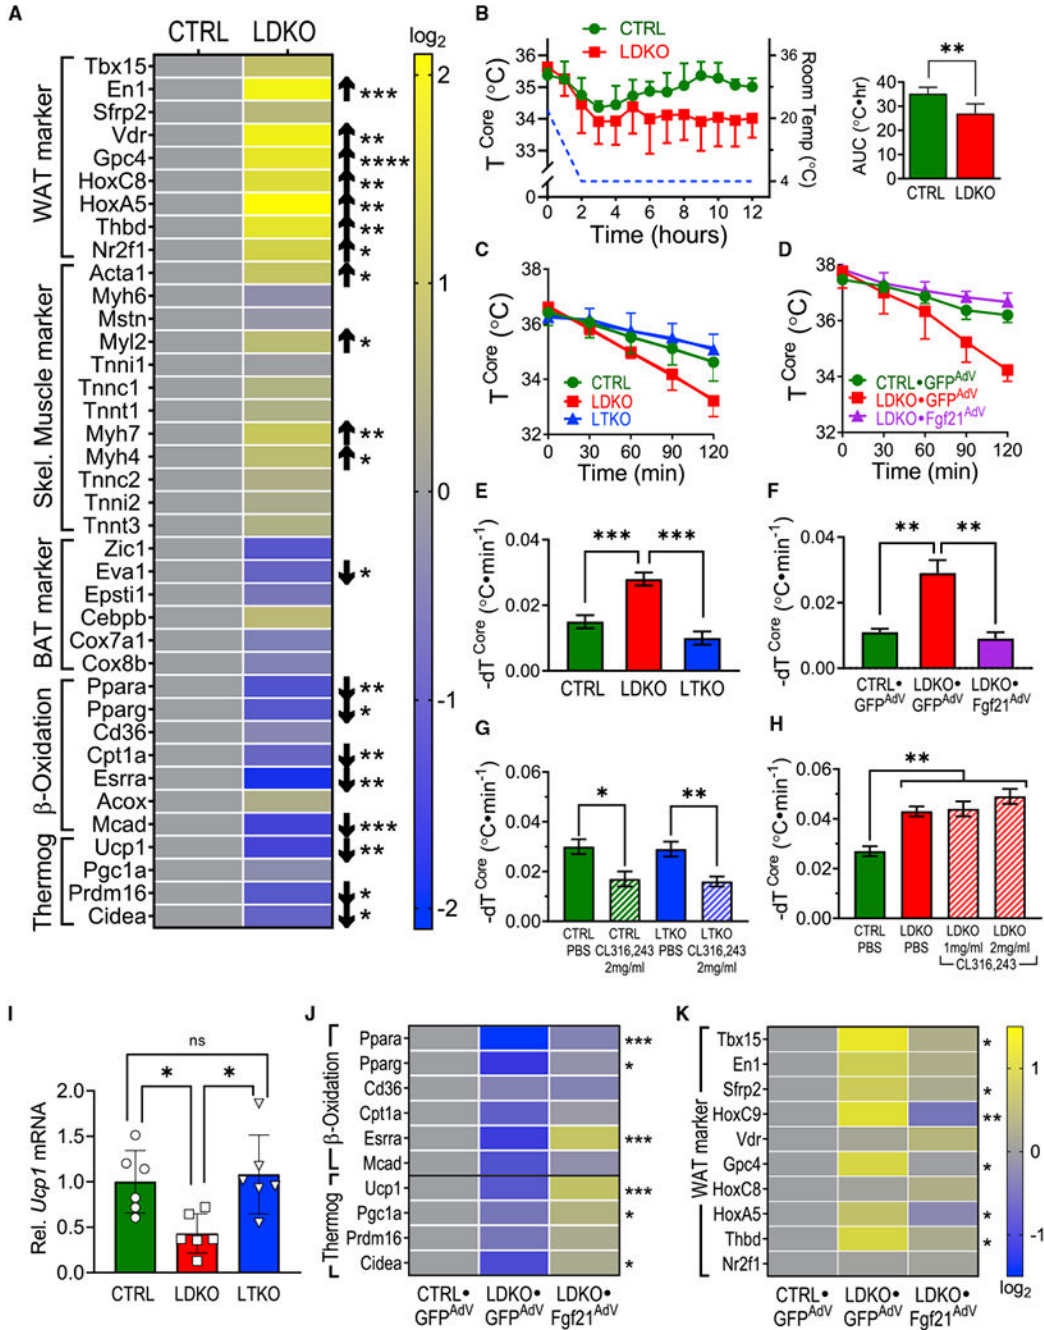 A
CTRL LDKO
log2
WAT marker
Tbx15
En1 ***
Sfrp2
Vdr **
Gpc4 ****
HoxC8 **
HoxA5 **
Thbd **
Nr2f1 *
Skel. Muscle marker
Acta1 *
Myh6
Mstn
Myl2 *
Tnni1
Tnnc1
Tnnt1
Myh7 **
Myh4 *
Tnnc2
Tnni2
Tnnt3
BAT marker
Zic1
Eva1 *
Epsti1
Cebpb
Cox7a1
Cox8b
β-Oxidation
Ppara **
Pparg *
Cd36
Cpt1a **
Esrra **
Acox
Mcad ***
Thermog
Ucp1 **
Pgc1a
Prdm16 *
Cidea *
2
1
0
-1
-2
B
CTRL
LDKO
T Core (°C)
36
35
34
33
0
Room Temp (°C)
36
20
4
0 2 4 6 8 10 12
Time (hours)
**
AUC (°C•hr)
40
30
20
10
0
CTRL LDKO
C
T Core (°C)
38
36
34
32
CTRL
LDKO
LTKO
0 30 60 90 120
Time (min)
D
T Core (°C)
38
36
34
32
CTRL•GFPAdV
LDKO•GFPAdV
LDKO•Fgf21AdV
0 30 60 90 120
Time (min)
E
-dT Core (°C•min-1)
*** ***
0.04
0.02
0.00
CTRL LDKO LTKO
F
-dT Core (°C•min-1)
** **
0.04
0.02
0.00
CTRL• LDKO• LDKO•
GFPAdV GFPAdV Fgf21AdV
G
-dT Core (°C•min-1)
* **
0.06
0.04
0.02
0.00
CTRL CTRL LTKO LTKO
PBS CL316,243 PBS CL316,243
2mg/ml 2mg/ml
H
-dT Core (°C•min-1)
**
0.06
0.04
0.02
0.00
CTRL LDKO LDKO LDKO
PBS PBS 1mg/ml 2mg/ml
CL316,243
I
Rel. Ucp1 mRNA
ns
* *
2.0
1.5
1.0
0.5
0.0
CTRL LDKO LTKO
J
β-Oxidation
Ppara ***
Pparg *
Cd36
Cpt1a
Esrra ***
Mcad
Thermog
Ucp1 ***
Pgc1a *
Prdm16
Cidea *
CTRL• LDKO• LDKO•
GFPAdV GFPAdV Fgf21AdV
K
WAT marker
Tbx15 *
En1
Sfrp2 *
HoxC9 **
Vdr
Gpc4 *
HoxC8
HoxA5 *
Thbd *
Nr2f1
CTRL• LDKO• LDKO•
GFPAdV GFPAdV Fgf21AdV
1
0
-1
log2